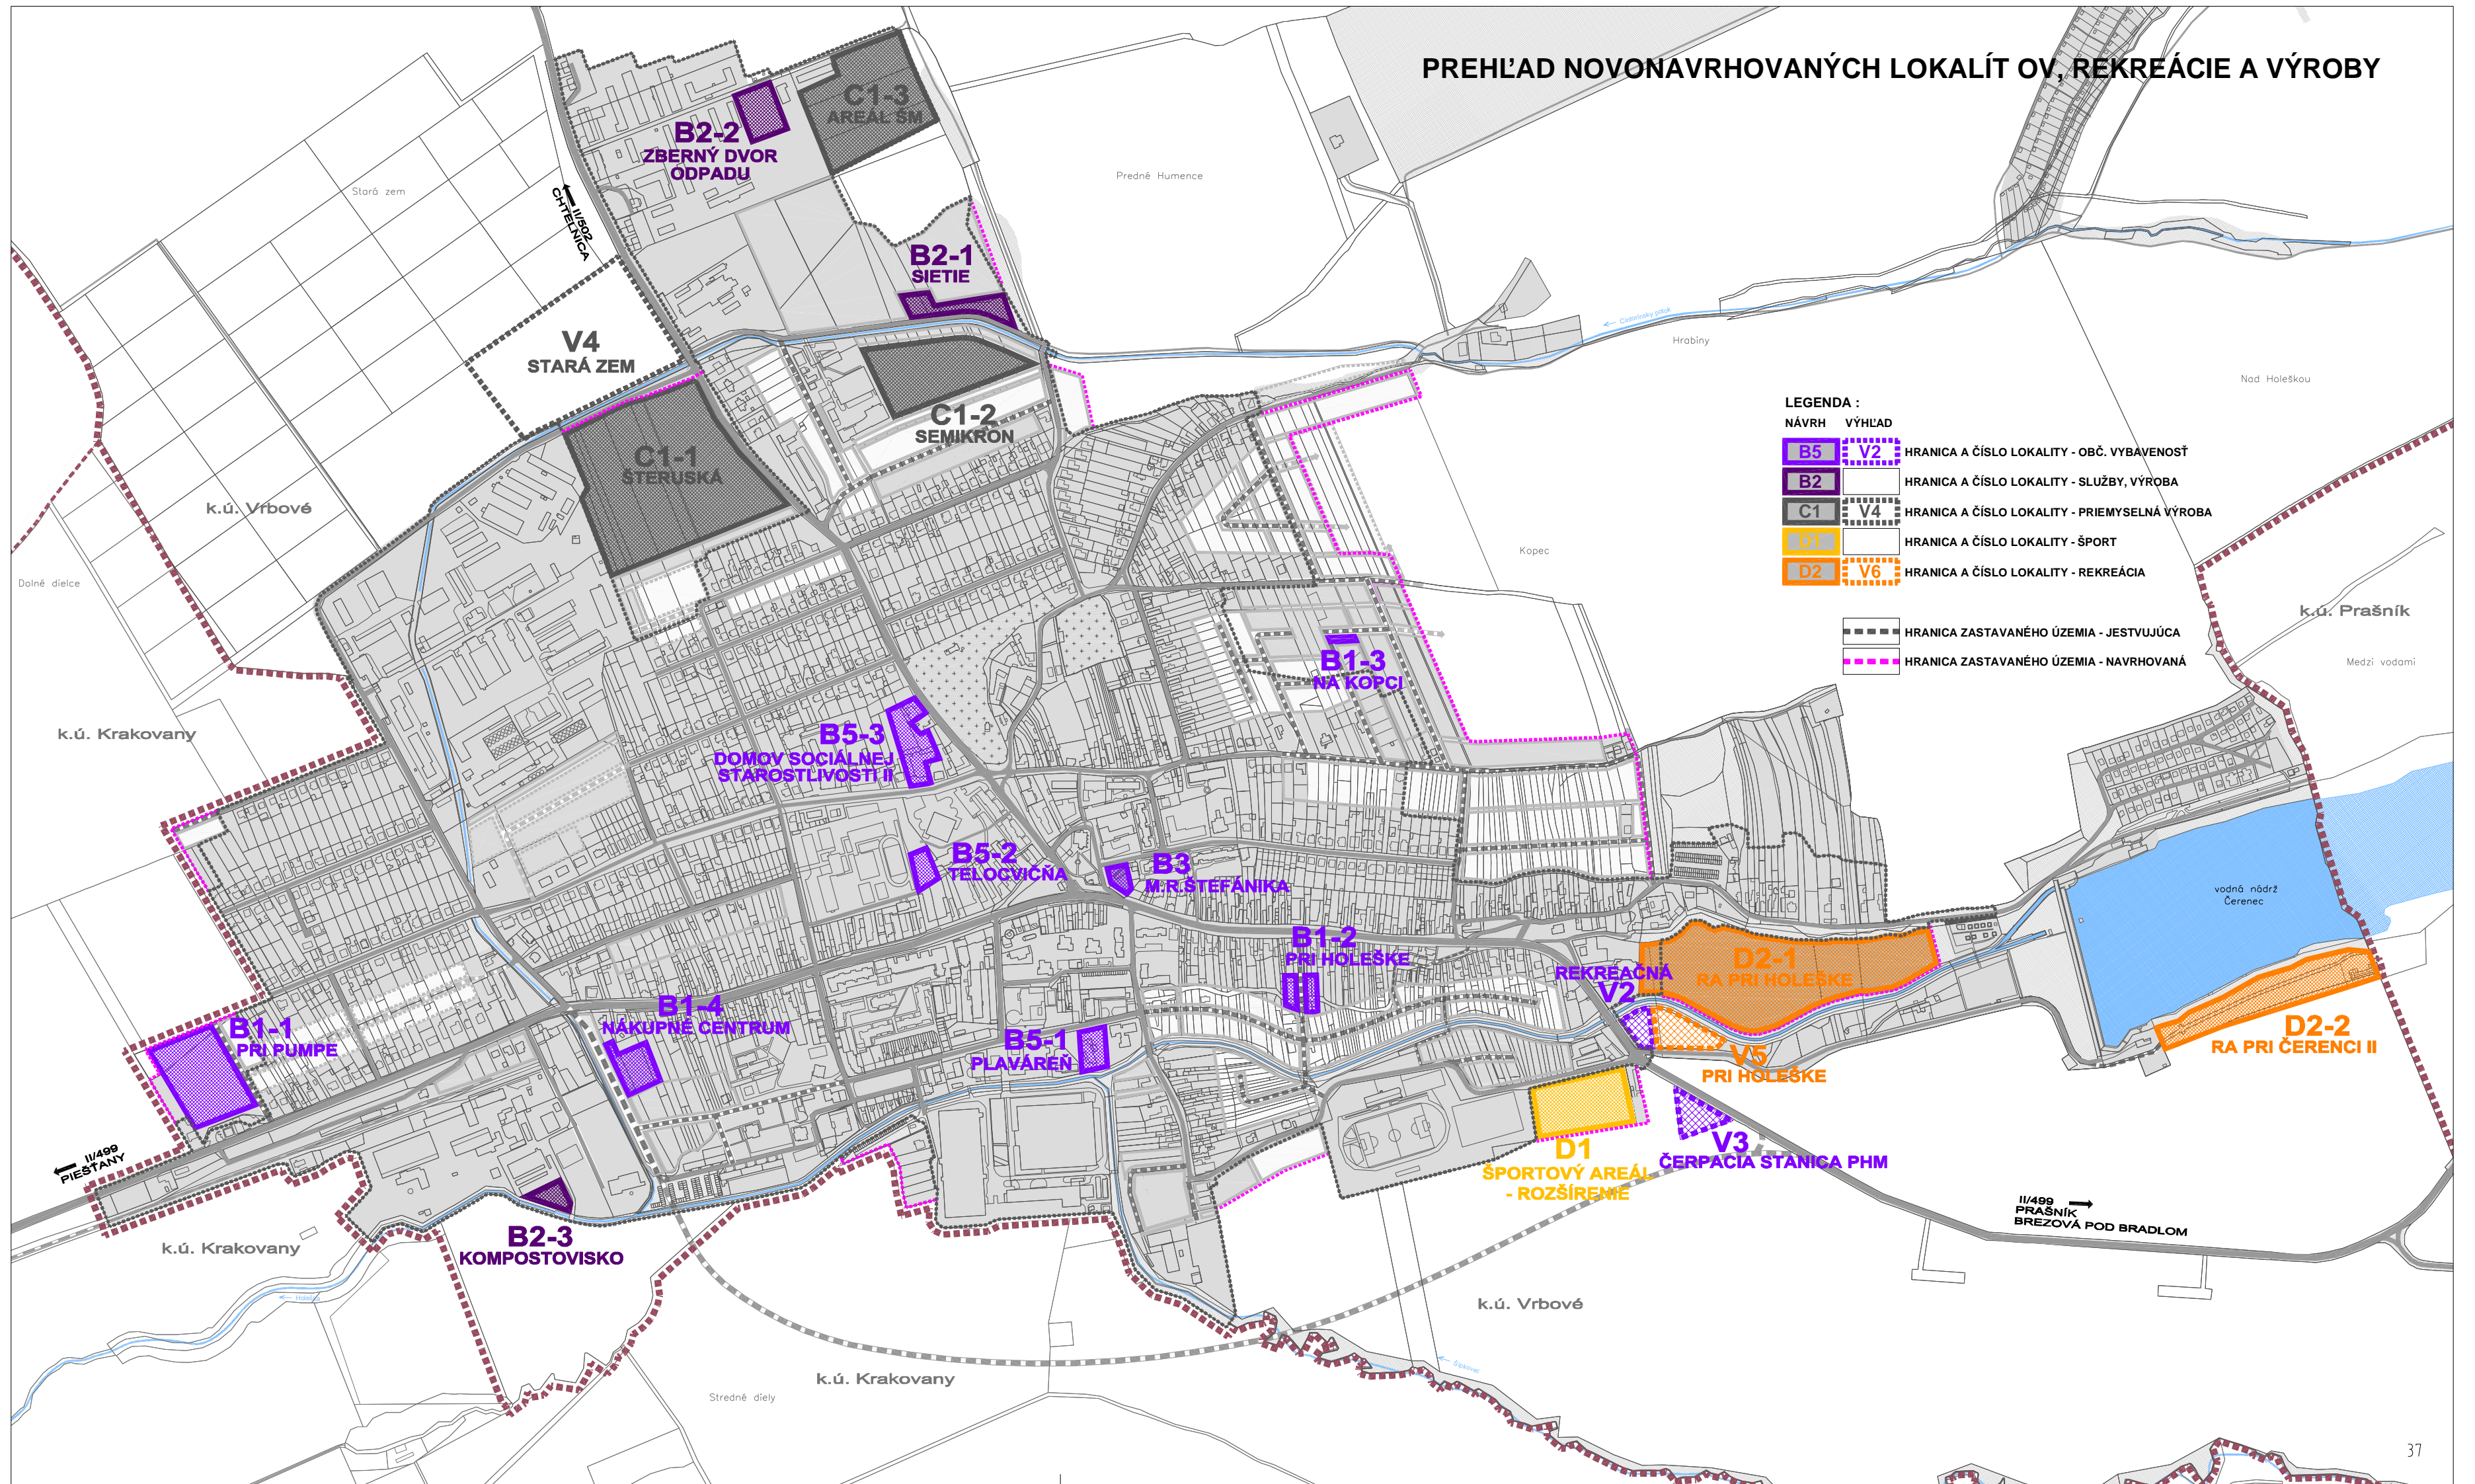 PREHĽAD NOVONAVRHOVANÝCH LOKALÍT OV, REKREÁCIE A VÝROBY
C1-3
AREÁL ŠM
B2-2
ZBERNÝ DVOR
ODPADU
Predné Humence
Stará zem
II/502
CHTELNICA
B2-1
SIETIE
V4
STARÁ ZEM
Hrabiny
Nad Holeškou
C1-2
SEMIKRON
C1-1
ŠTERUSKÁ
LEGENDA :
NÁVRH VÝHĽAD
B5 V2 HRANICA A ČÍSLO LOKALITY - OBČ. VYBAVENOSŤ
B2 HRANICA A ČÍSLO LOKALITY - SLUŽBY, VÝROBA
C1 V4 HRANICA A ČÍSLO LOKALITY - PRIEMYSELNÁ VÝROBA
D1 HRANICA A ČÍSLO LOKALITY - ŠPORT
D2 V6 HRANICA A ČÍSLO LOKALITY - REKREÁCIA
HRANICA ZASTAVANÉHO ÚZEMIA - JESTVUJÚCA
HRANICA ZASTAVANÉHO ÚZEMIA - NAVRHOVANÁ
k.ú. Vrbové
Kopec
Dolné dielce
k.ú. Prašník
Medzi vodami
B1-3
NA KOPCI
k.ú. Krakovany
B5-3
DOMOV SOCIÁLNEJ
STAROSTLIVOSTI II
B5-2
TELOCVIČŇA
B3
M.R.ŠTEFÁNIKA
vodná nádrž
Čerenec
B1-2
PRI HOLEŠKE
REKREAČNÁ
V2
D2-1
RA PRI HOLEŠKE
B1-4
NÁKUPNÉ CENTRUM
B1-1
PRI PUMPE
B5-1
PLAVÁREŇ
V5
PRI HOLEŠKE
D2-2
RA PRI ČERENCI II
D1
ŠPORTOVÝ AREÁL
- ROZŠÍRENIE
V3
ČERPACIA STANICA PHM
II/499
PIEŠŤANY
II/499
PRAŠNÍK
BREZOVÁ POD BRADLOM
B2-3
KOMPOSTOVISKO
k.ú. Krakovany
Holeška
k.ú. Vrbové
k.ú. Krakovany
Šípkovec
Stredné diely
37